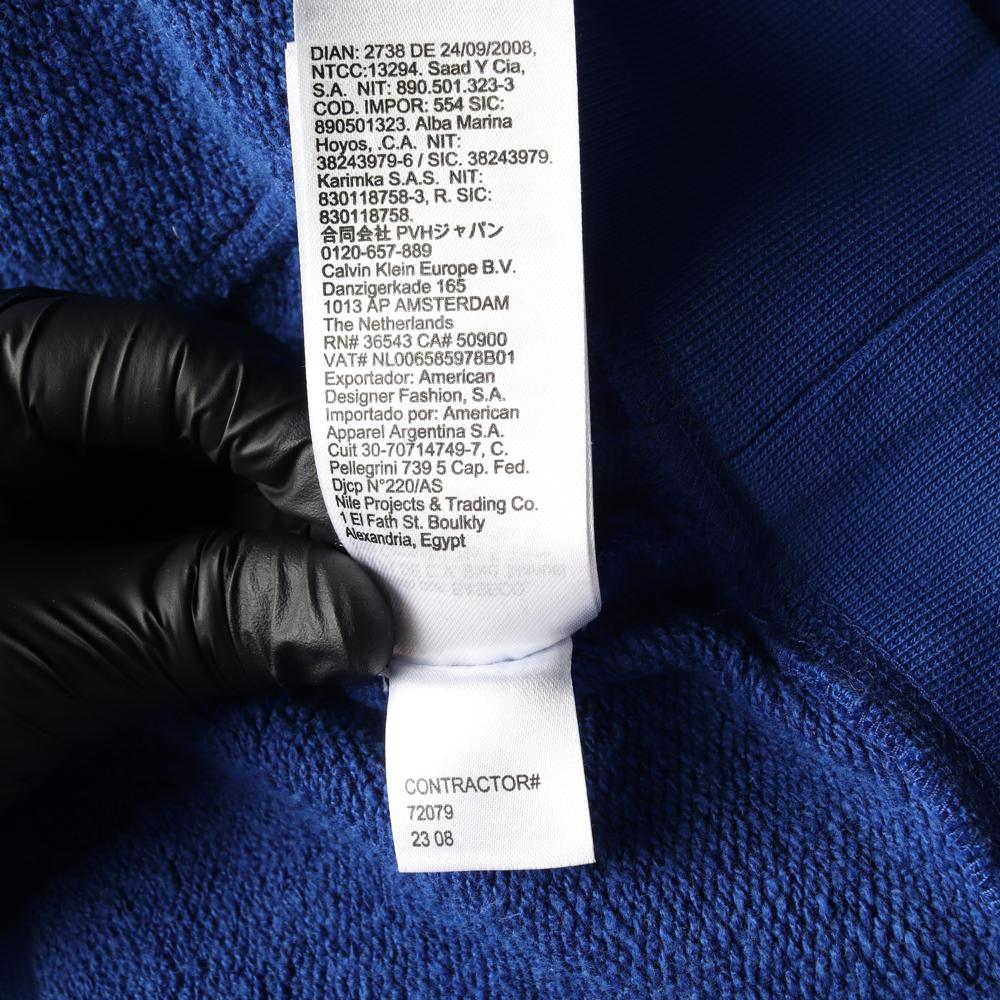 DIAN: 2738 DE 24/09/2008,
NTCC:13294. Saad Y Cia,
S.A. NIT: 890.501.323-3
COD. IMPOR: 554 SIC:
890501323. Alba Marina
Hoyos, .C.A. NIT:
38243979-6 / SIC. 38243979.
Karimka S.A.S. NIT:
830118758-3, R. SIC:
830118758.
合同会社 PVHジャパン
0120-657-889
Calvin Klein Europe B.V.
Danzigerkade 165
1013 AP AMSTERDAM
The Netherlands
RN# 36543 CA# 50900
VAT# NL006585978B01
Exportador: American
Designer Fashion, S.A.
Importado por: American
Apparel Argentina S.A.
Cuit 30-70714749-7, C.
Pellegrini 739 5 Cap. Fed.
Djcp N°220/AS
Nile Projects & Trading Co.
1 El Fath St. Boulkly
Alexandria, Egypt
CONTRACTOR#
72079
23 08